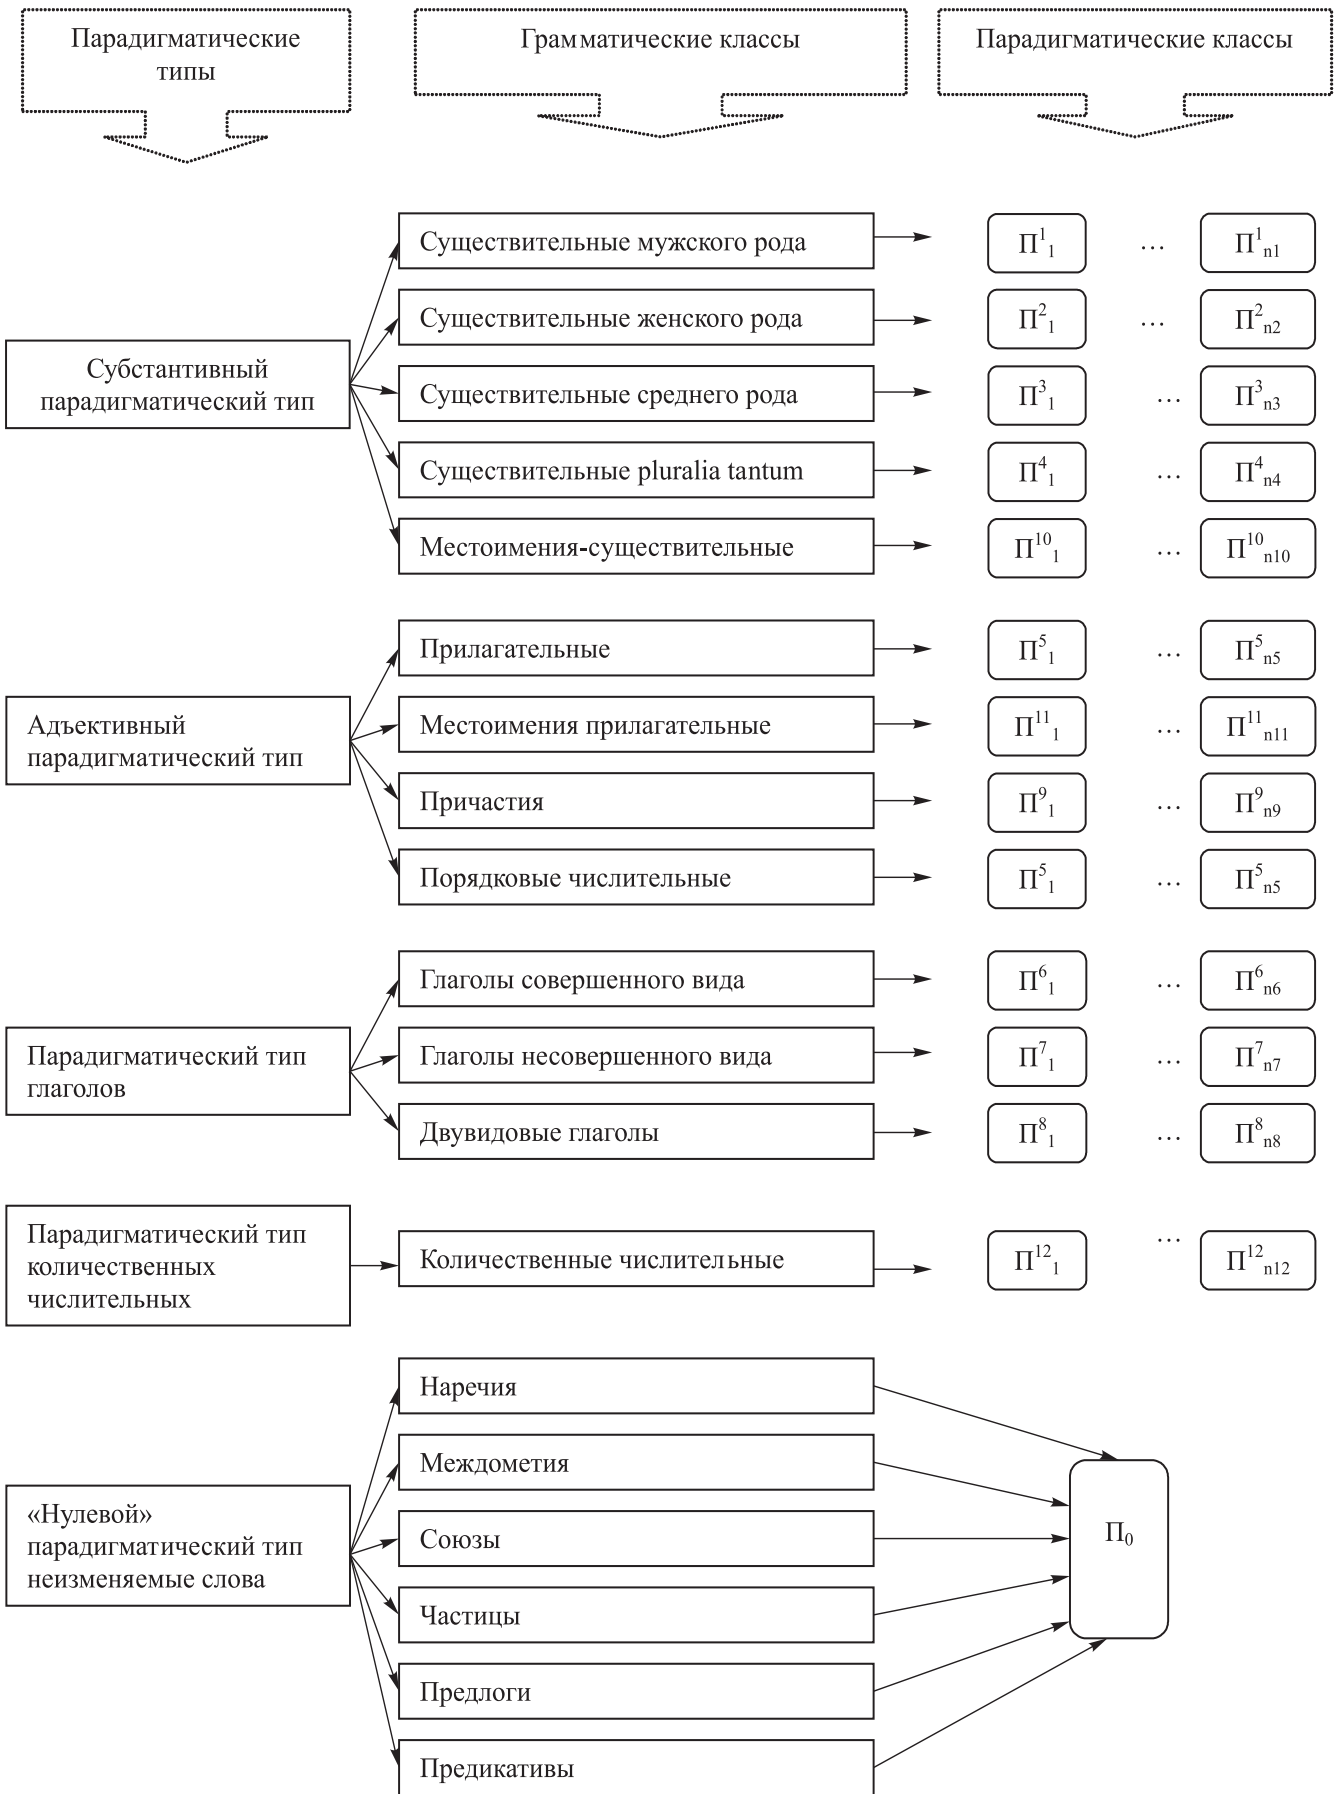 Парадигматические
типы
Грамматические классы
Парадигматические классы
Существительные мужского рода
П¹₁ … П¹ₙ₁
Существительные женского рода
П²₁ … П²ₙ₂
Субстантивный
парадигматический тип
Существительные среднего рода
П³₁ … П³ₙ₃
Существительные pluralia tantum
П⁴₁ … П⁴ₙ₄
Местоимения-существительные
П¹⁰₁ … П¹⁰ₙ₁₀
Прилагательные
П⁵₁ … П⁵ₙ₅
Адъективный
парадигматический тип
Местоимения прилагательные
П¹¹₁ … П¹¹ₙ₁₁
Причастия
П⁹₁ … П⁹ₙ₉
Порядковые числительные
П⁵₁ … П⁵ₙ₅
Глаголы совершенного вида
П⁶₁ … П⁶ₙ₆
Парадигматический тип
глаголов
Глаголы несовершенного вида
П⁷₁ … П⁷ₙ₇
Двувидовые глаголы
П⁸₁ … П⁸ₙ₈
Парадигматический тип
количественных
числительных
Количественные числительные
П¹²₁ … П¹²ₙ₁₂
Наречия
Междометия
«Нулевой»
парадигматический тип
неизменяемые слова
Союзы
П₀
Частицы
Предлоги
Предикативы